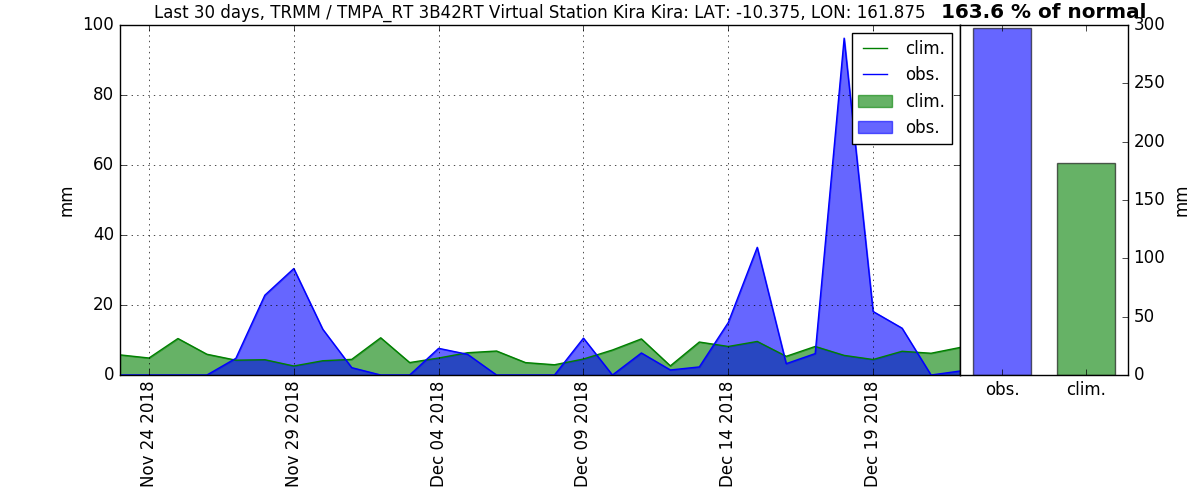 Last 30 days, TRMM / TMPA_RT 3B42RT Virtual Station Kira Kira: LAT: -10.375, LON: 161.875
163.6 % of normal
100
80
60
40
20
0
mm
clim.
obs.
clim.
obs.
Nov 24 2018
Nov 29 2018
Dec 04 2018
Dec 09 2018
Dec 14 2018
Dec 19 2018
300
250
200
150
100
50
0
mm
obs.
clim.